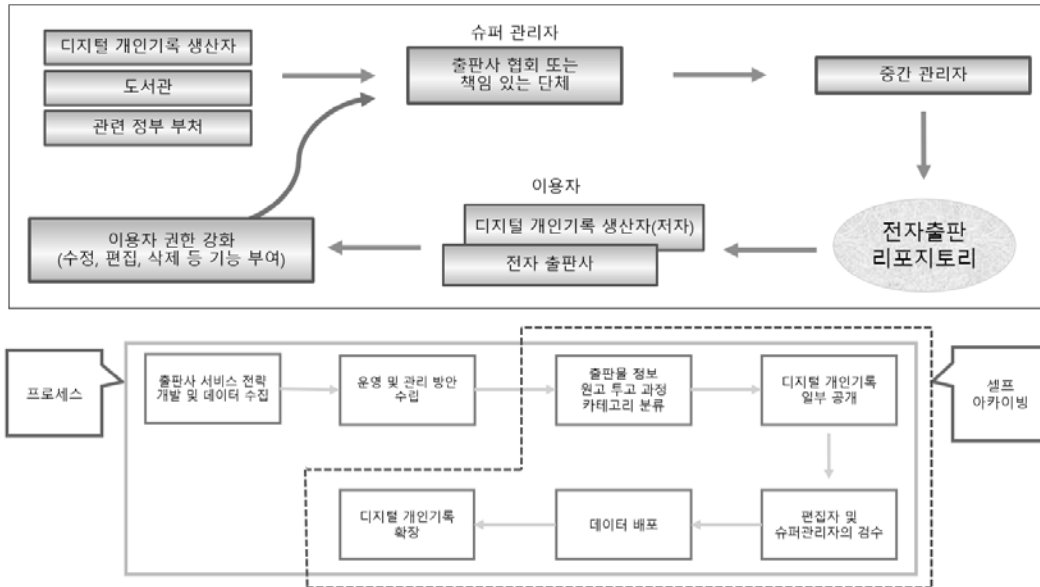 슈퍼 관리자
디지털 개인기록 생산자
도서관
관련 정부 부처
출판사 협회 또는
책임 있는 단체
중간 관리자
이용자
디지털 개인기록 생산자(저자)
전자 출판사
이용자 권한 강화
(수정, 편집, 삭제 등 기능 부여)
전자출판
리포지토리
프로세스
출판사 서비스 전략
개발 및 데이터 수집
운영 및 관리 방안
수립
출판물 정보
원고 투고 과정
카테고리 분류
디지털 개인기록
일부 공개
셀프
아카이빙
디지털 개인기록
확장
데이터 배포
편집자 및
슈퍼관리자의 검수